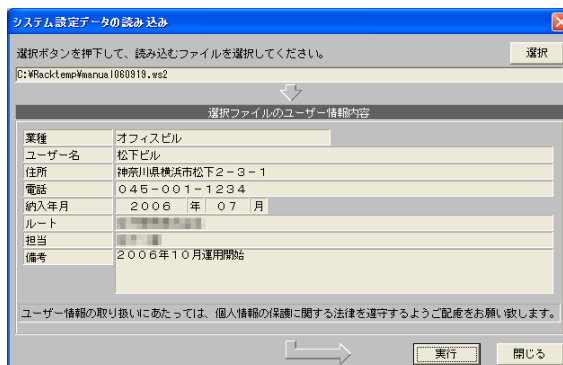 システム設定データの読み込み
選択ボタンを押下して、読み込むファイルを選択してください。 選択
C:¥Racktemp¥manual060919.ws2
選択ファイルのユーザー情報内容
業種 オフィスビル
ユーザー名 松下ビル
住所 神奈川県横浜市松下2-3-1
電話 045-001-1234
納入年月 2006 年 07 月
ルート
担当
備考 2006年10月運用開始
ユーザー情報の取り扱いにあたっては、個人情報の保護に関する法律を遵守するようご配慮をお願い致します。
実行 閉じる